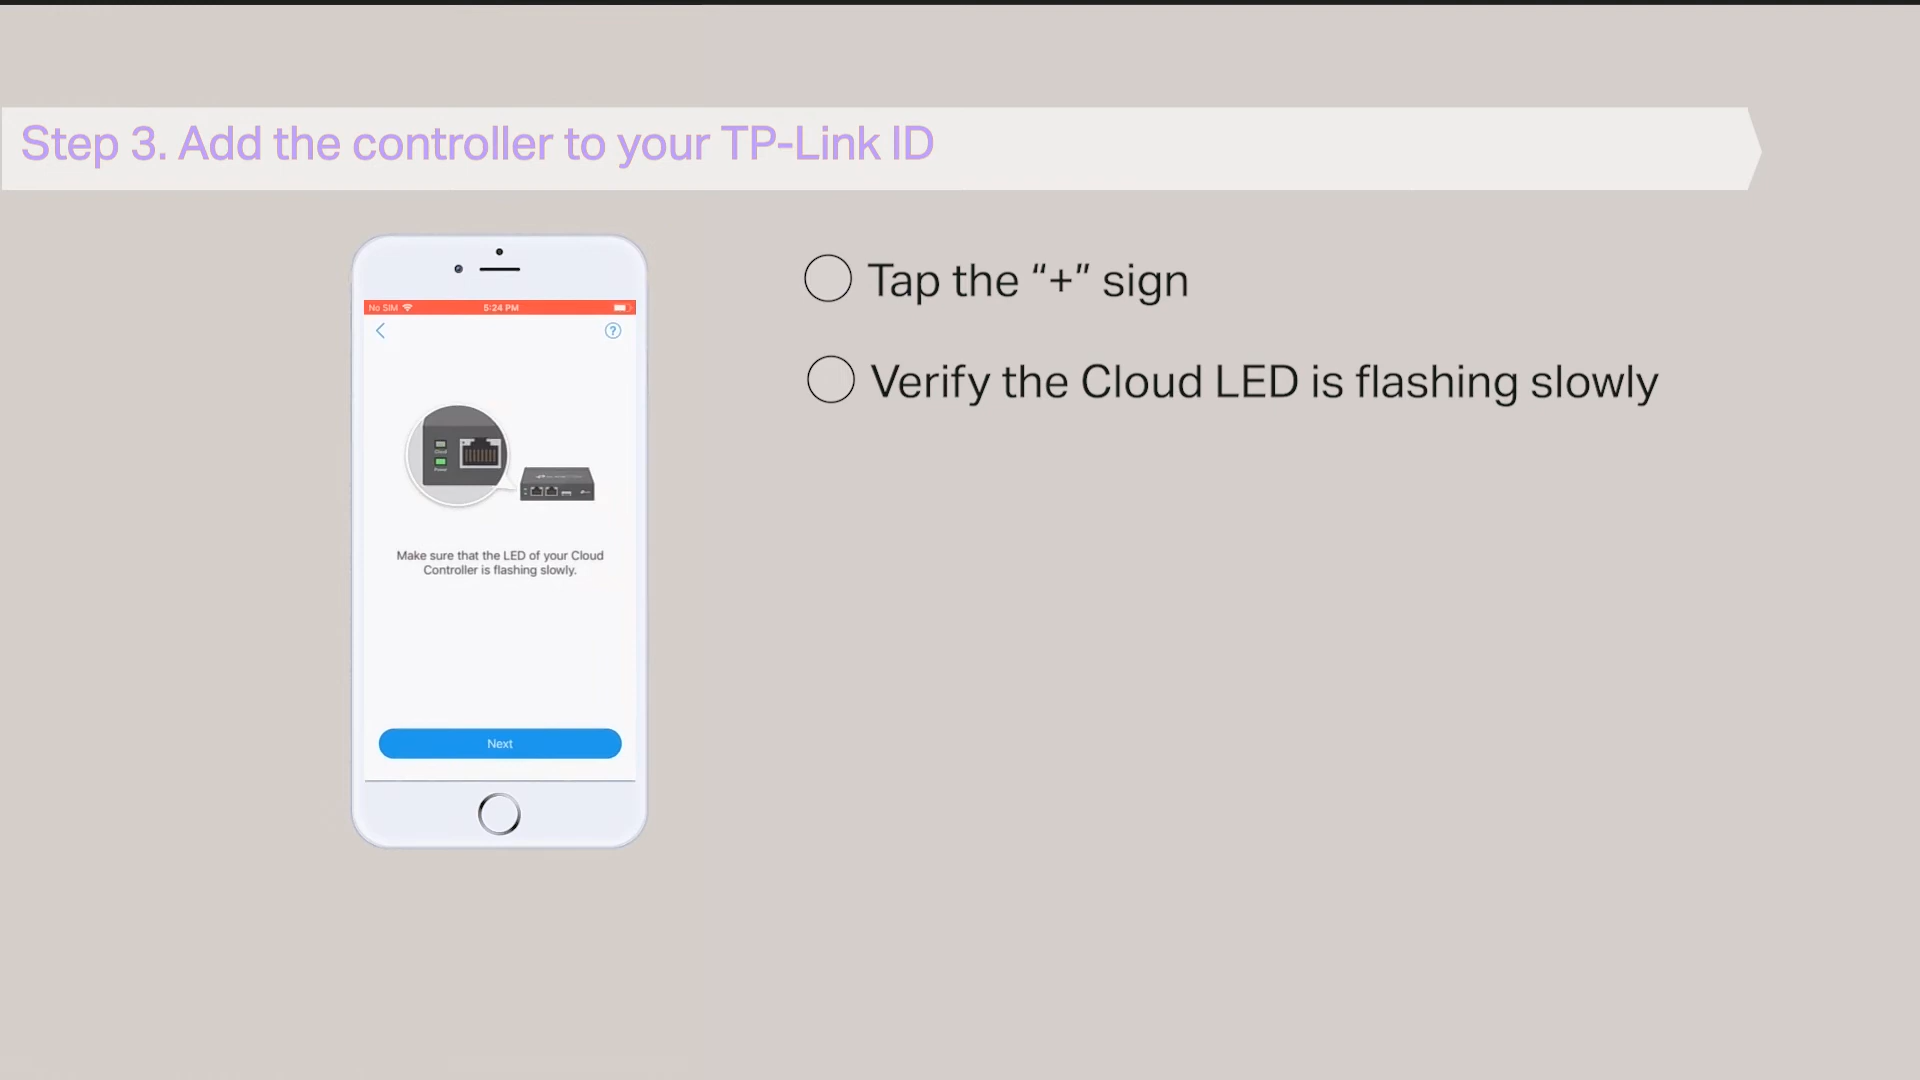 Step 3. Add the controller to your TP-Link ID
Tap the “+” sign
Verify the Cloud LED is flashing slowly
No SIM 5:24 PM
?
Cloud
Power
Make sure that the LED of your Cloud
Controller is flashing slowly.
Next